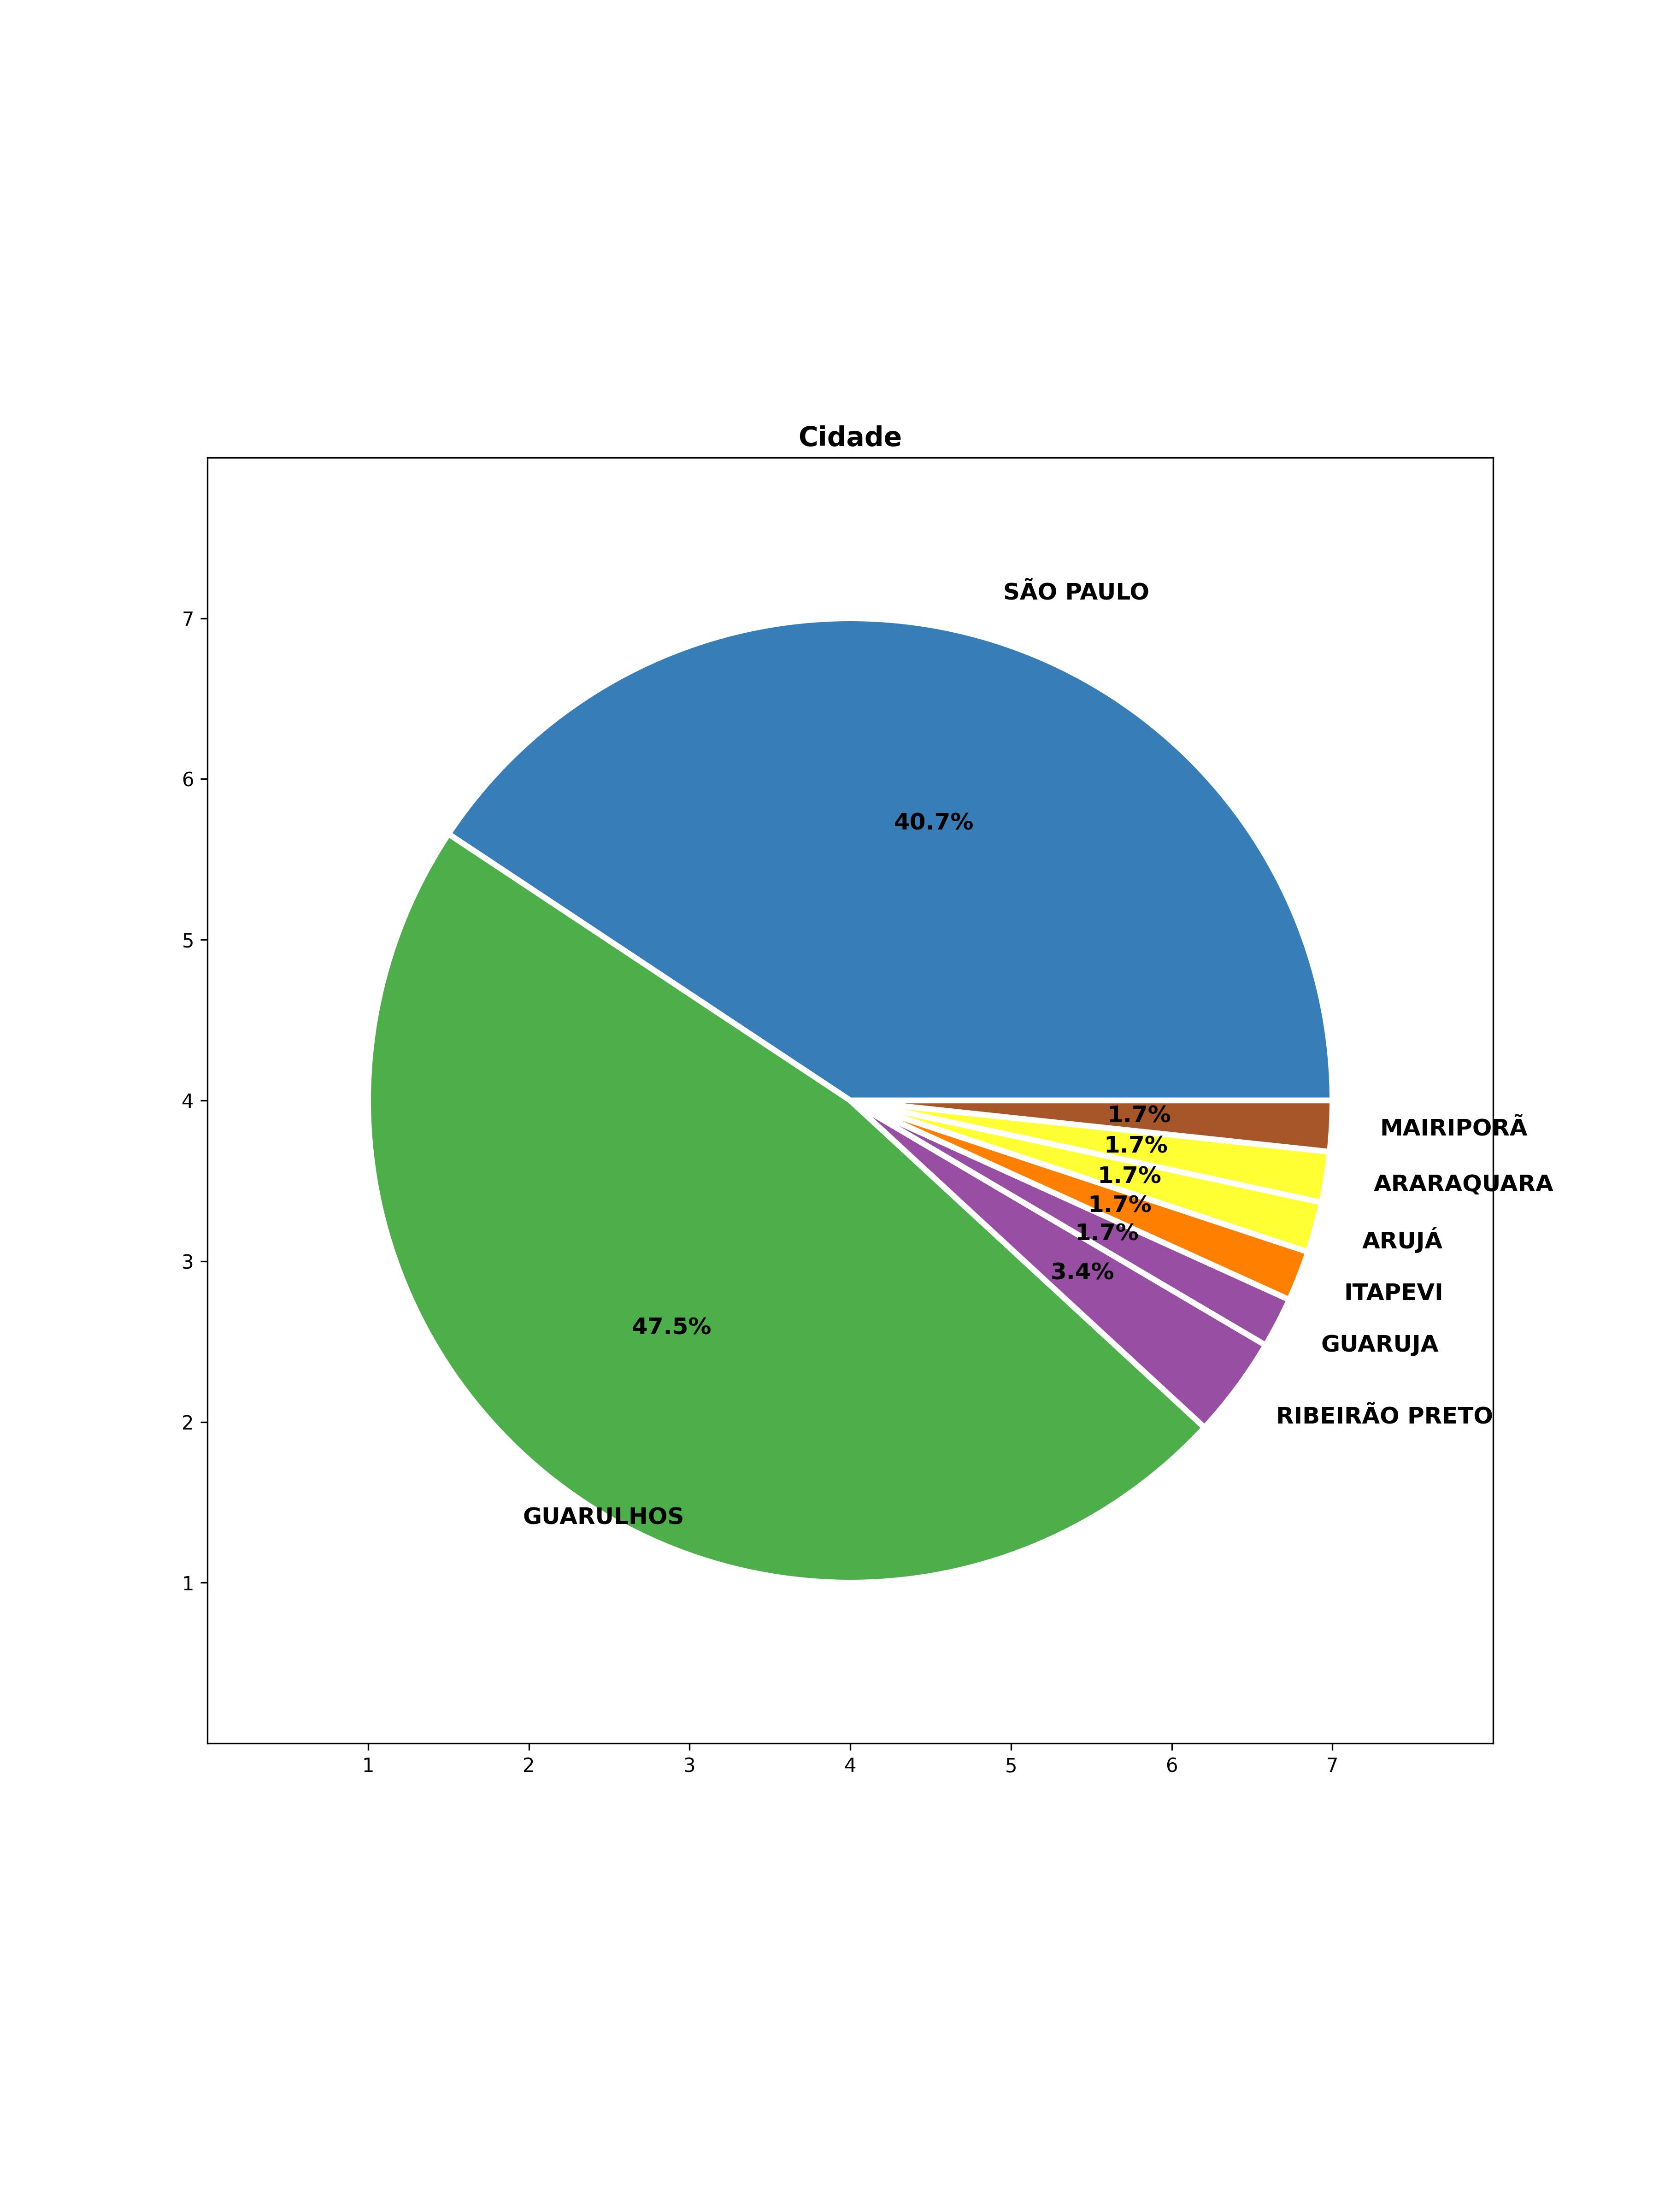 Cidade
SÃO PAULO
7
6
40.7%
5
4
1.7%
MAIRIPORÃ
1.7%
ARARAQUARA
1.7%
1.7%
ARUJÁ
1.7%
3
3.4%
ITAPEVI
47.5%
GUARUJA
2
RIBEIRÃO PRETO
GUARULHOS
1
1 2 3 4 5 6 7